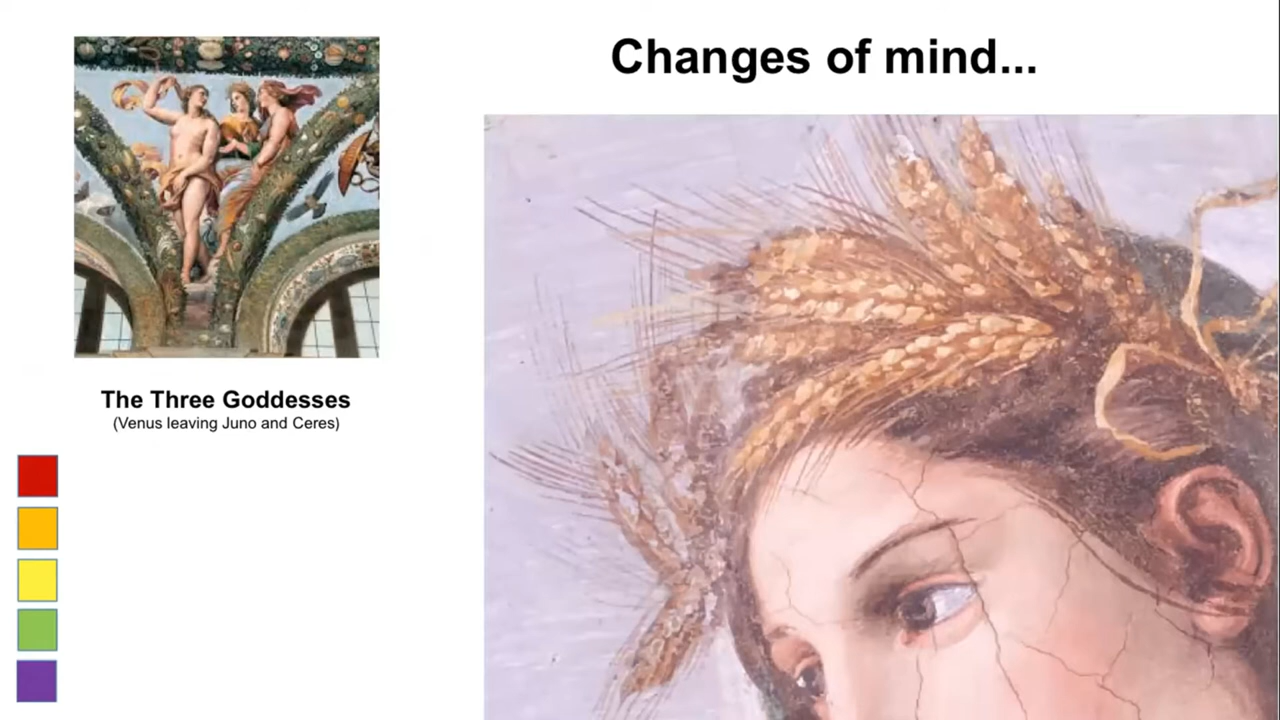 Changes of mind...
The Three Goddesses
(Venus leaving Juno and Ceres)